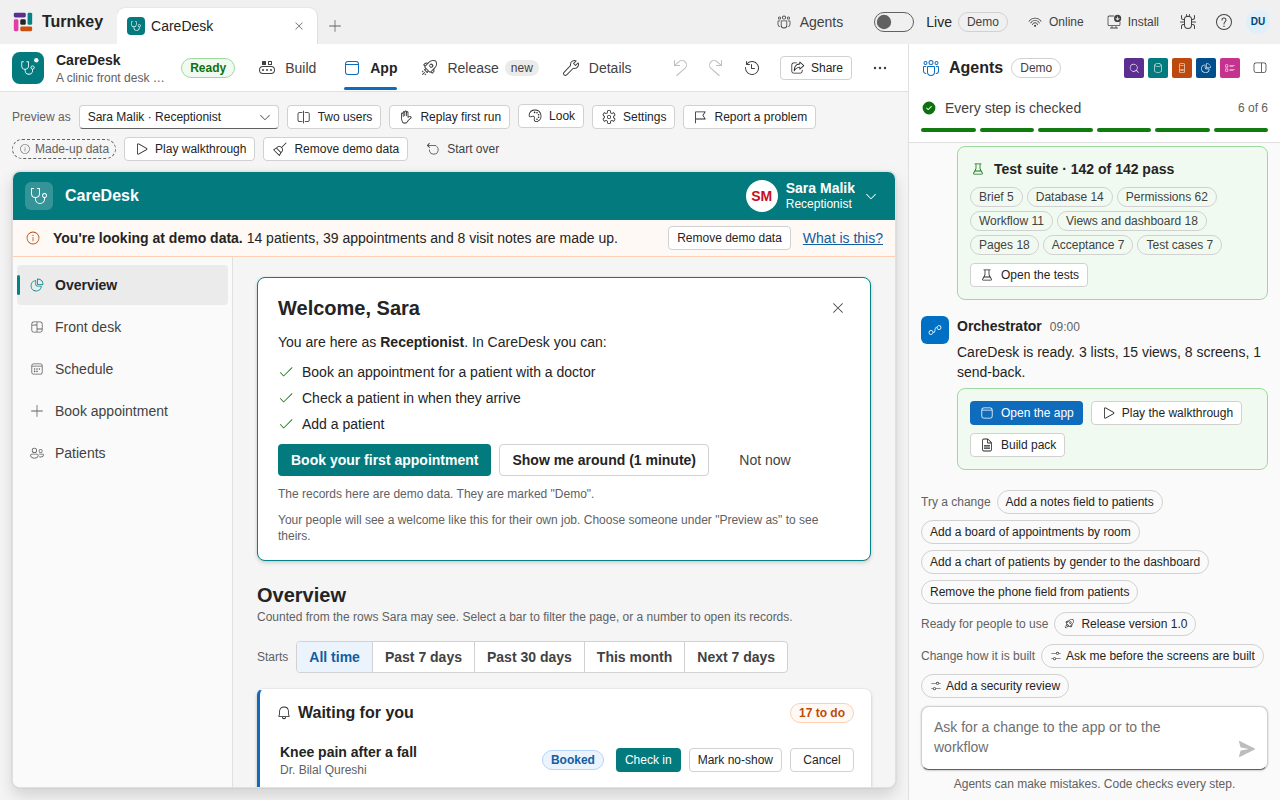 Turnkey
CareDesk
Agents
Live
Demo
Online
Install
DU
CareDesk
A clinic front desk ...
Ready
Build
App
Release new
Details
Share
Agents
Demo
Preview as
Sara Malik · Receptionist
Two users
Replay first run
Look
Settings
Report a problem
Made-up data
Play walkthrough
Remove demo data
Start over
Every step is checked
6 of 6
CareDesk
SM
Sara Malik
Receptionist
You're looking at demo data. 14 patients, 39 appointments and 8 visit notes are made up.
Remove demo data
What is this?
Overview
Front desk
Schedule
Book appointment
Patients
Welcome, Sara
You are here as Receptionist. In CareDesk you can:
Book an appointment for a patient with a doctor
Check a patient in when they arrive
Add a patient
Book your first appointment
Show me around (1 minute)
Not now
The records here are demo data. They are marked "Demo".
Your people will see a welcome like this for their own job. Choose someone under "Preview as" to see
theirs.
Overview
Counted from the rows Sara may see. Select a bar to filter the page, or a number to open its records.
Starts
All time
Past 7 days
Past 30 days
This month
Next 7 days
Waiting for you
17 to do
Knee pain after a fall
Dr. Bilal Qureshi
Booked
Check in
Mark no-show
Cancel
Test suite · 142 of 142 pass
Brief 5
Database 14
Permissions 62
Workflow 11
Views and dashboard 18
Pages 18
Acceptance 7
Test cases 7
Open the tests
Orchestrator 09:00
CareDesk is ready. 3 lists, 15 views, 8 screens, 1
send-back.
Open the app
Play the walkthrough
Build pack
Try a change
Add a notes field to patients
Add a board of appointments by room
Add a chart of patients by gender to the dashboard
Remove the phone field from patients
Ready for people to use
Release version 1.0
Change how it is built
Ask me before the screens are built
Add a security review
Ask for a change to the app or to the
workflow
Agents can make mistakes. Code checks every step.